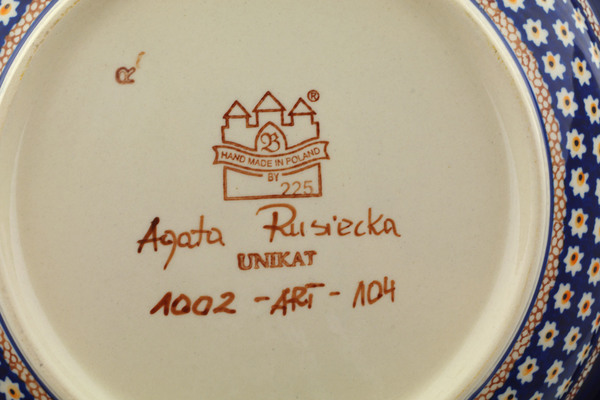 R
®
B
HAND MADE IN POLAND
BY
225
Agata Rusiecka
UNIKAT
1002 - ART - 104